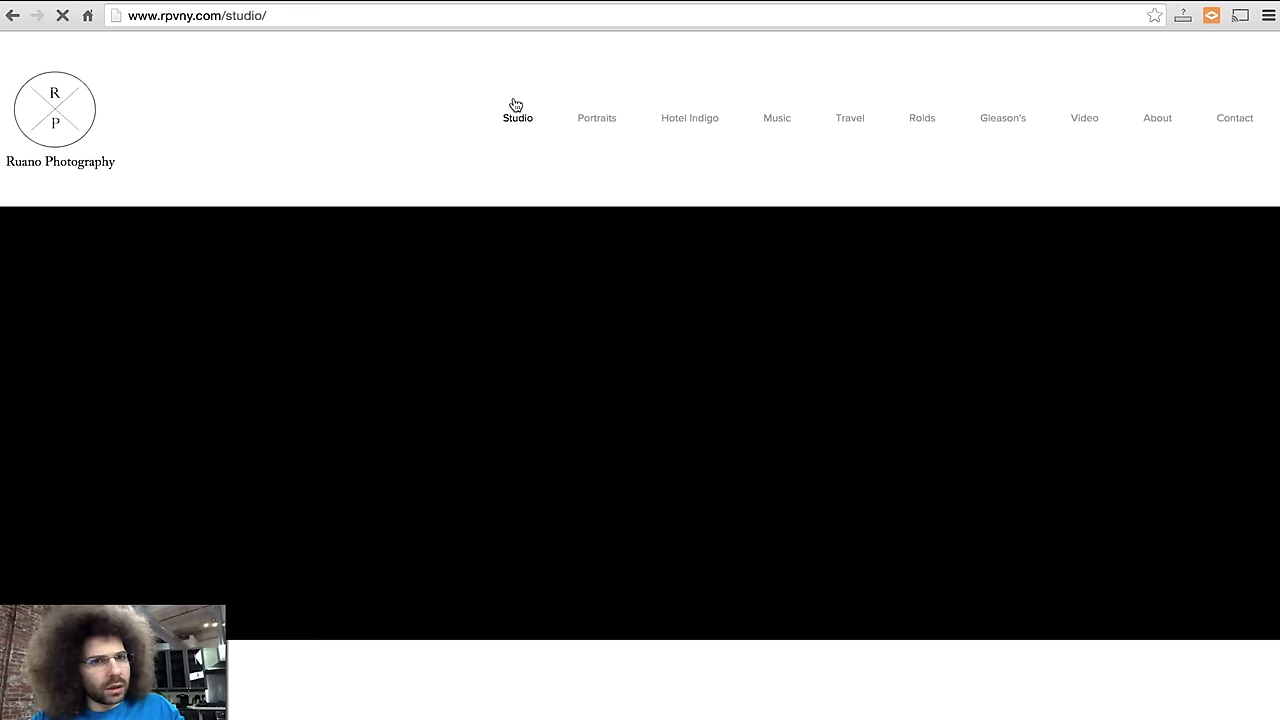 www.rpvny.com/studio/
R
P
Ruano Photography
Studio Portraits Hotel Indigo Music Travel Roids Gleason's Video About Contact